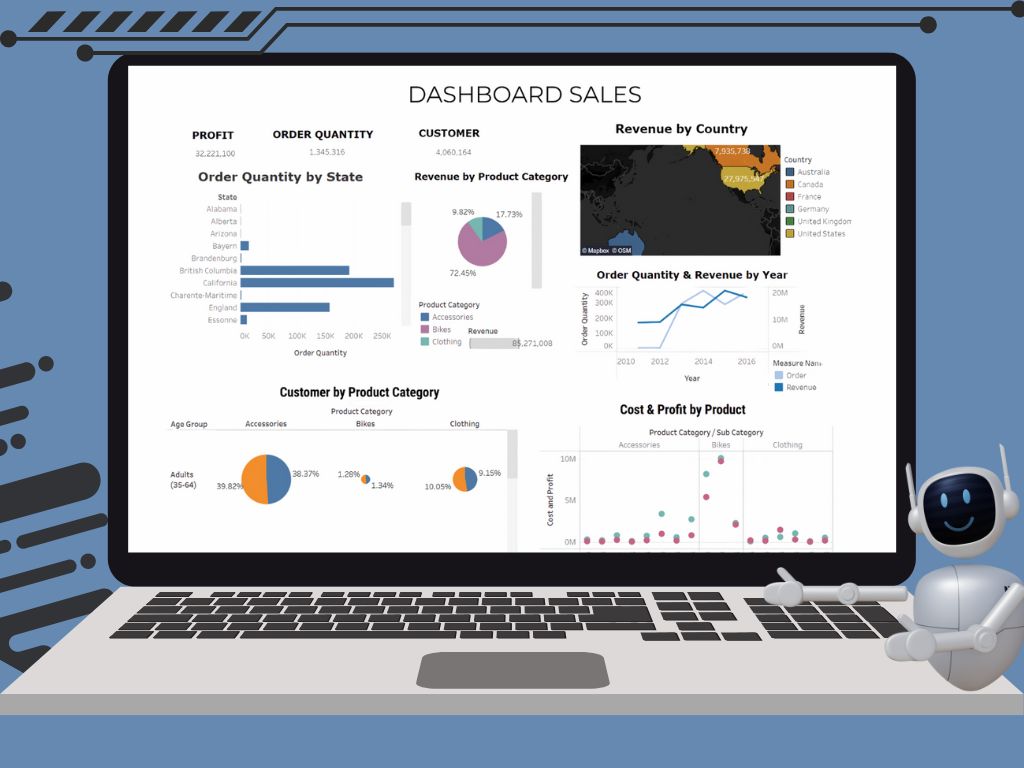 DASHBOARD SALES
PROFIT
32,221,100
ORDER QUANTITY
1,345,316
CUSTOMER
4,060,164
Order Quantity by State
State
Alabama
Alberta
Arizona
Bayern
Brandenburg
British Columbia
California
Charente-Maritime
England
Essonne
0K 50K 100K 150K 200K 250K
Order Quantity
Revenue by Product Category
9.82%
17.73%
72.45%
Product Category
Accessories
Bikes
Clothing
Revenue
85,271,008
Revenue by Country
7,935,738
27,975,547
© Mapbox © OSM
Country
Australia
Canada
France
Germany
United Kingdom
United States
Order Quantity & Revenue by Year
Order Quantity
400K
300K
200K
100K
0K
20M
10M
0M
Revenue
2010 2012 2014 2016
Year
Measure Nam
Order
Revenue
Customer by Product Category
Product Category
Age Group Accessories Bikes Clothing
Adults
(35-64)
39.82%
38.37%
1.28%
1.34%
10.05%
9.15%
Cost & Profit by Product
Product Category / Sub Category
Accessories Bikes Clothing
Cost and Profit
10M
5M
0M